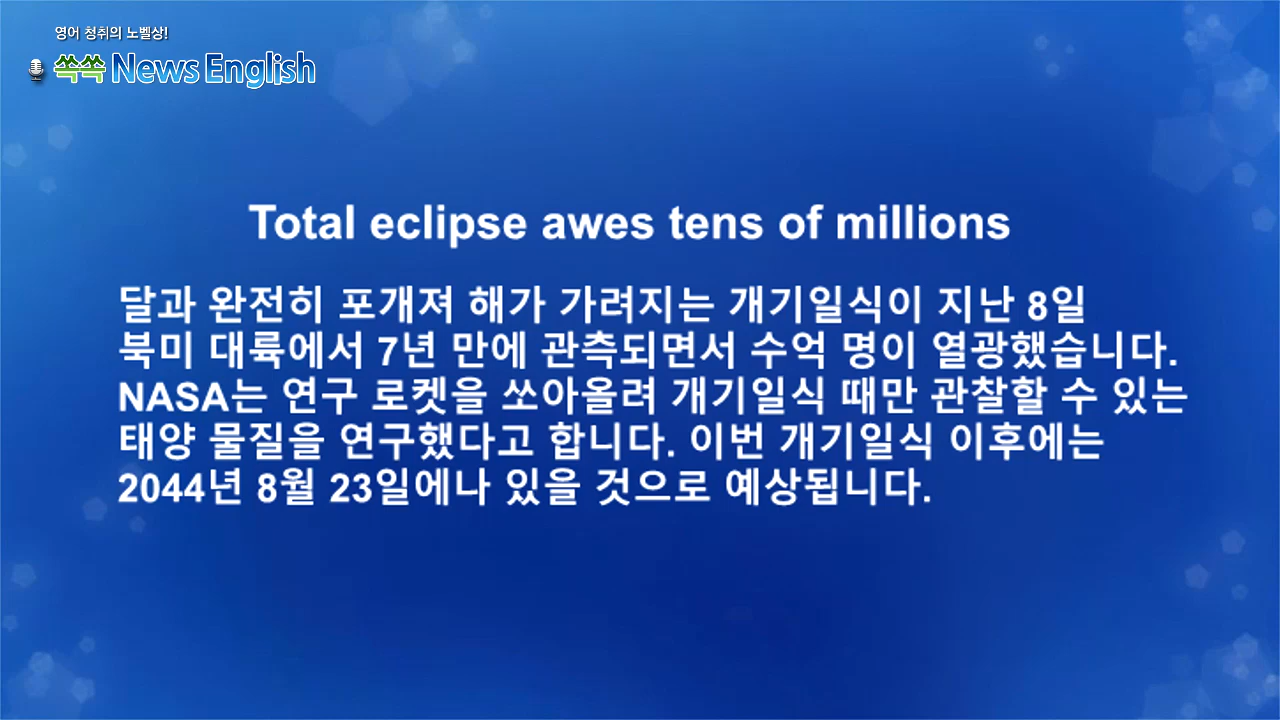 영어 청취의 노벨상!
쏙쏙 News English
Total eclipse awes tens of millions
달과 완전히 포개져 해가 가려지는 개기일식이 지난 8일
북미 대륙에서 7년 만에 관측되면서 수억 명이 열광했습니다.
NASA는 연구 로켓을 쏘아올려 개기일식 때만 관찰할 수 있는
태양 물질을 연구했다고 합니다. 이번 개기일식 이후에는
2044년 8월 23일에나 있을 것으로 예상됩니다.